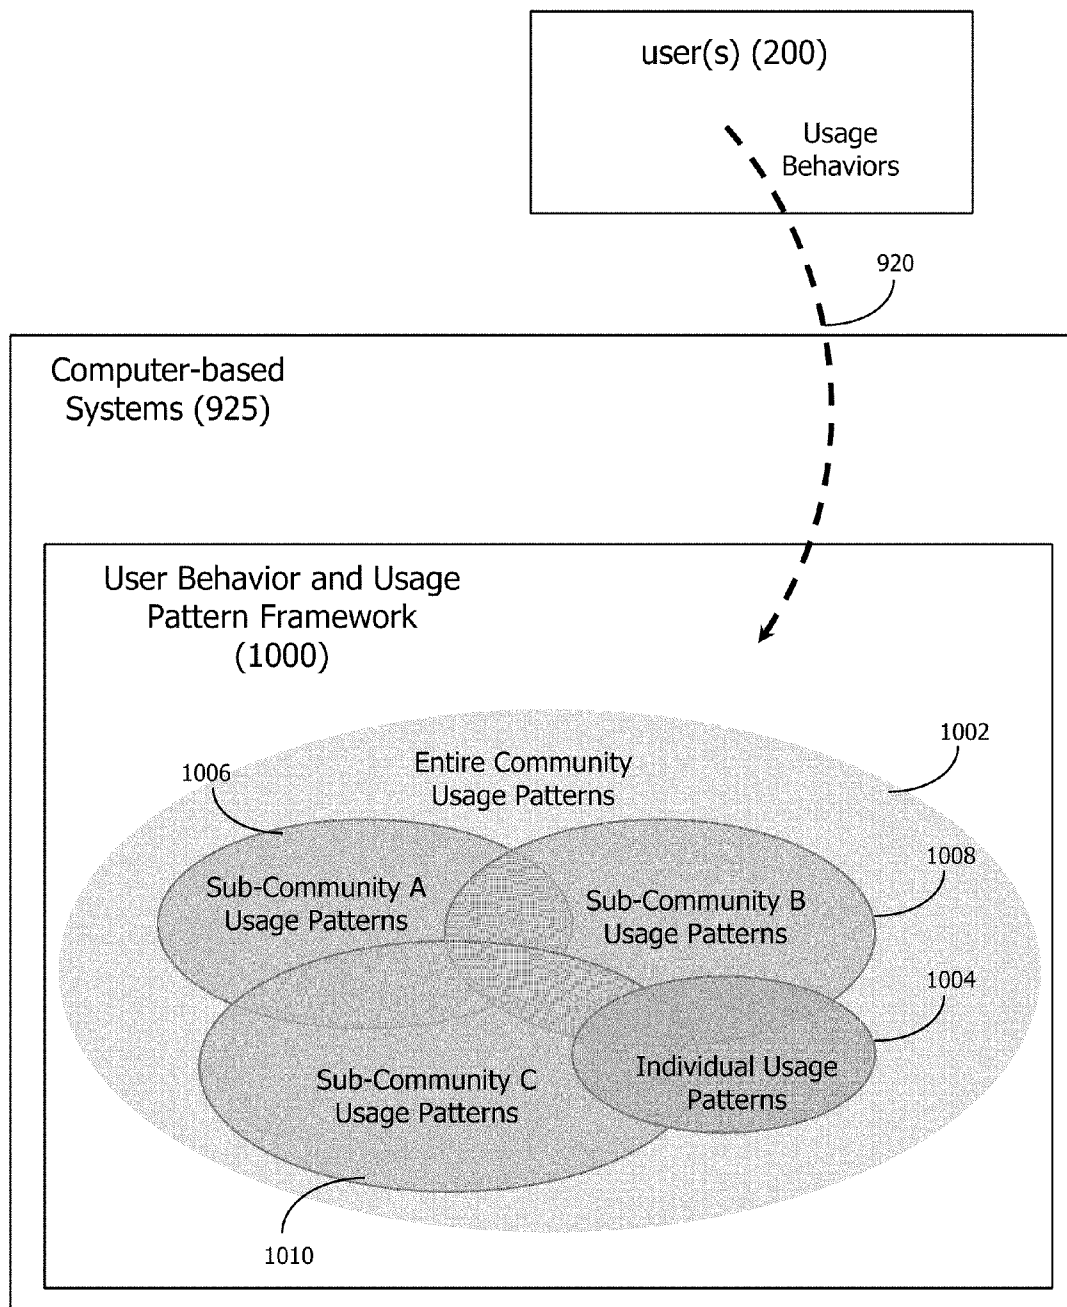 user(s) (200)
Usage
Behaviors
920
Computer-based
Systems (925)
User Behavior and Usage
Pattern Framework
(1000)
1002
Entire Community
Usage Patterns
1006
1008
Sub-Community A
Usage Patterns
Sub-Community B
Usage Patterns
1004
Individual Usage
Patterns
Sub-Community C
Usage Patterns
1010